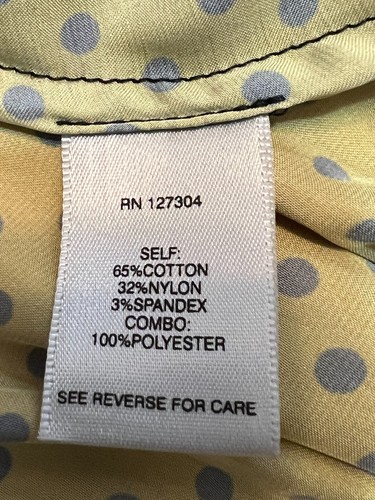 RN 127304
SELF:
65%COTTON
32%NYLON
3%SPANDEX
COMBO:
100%POLYESTER
SEE REVERSE FOR CARE